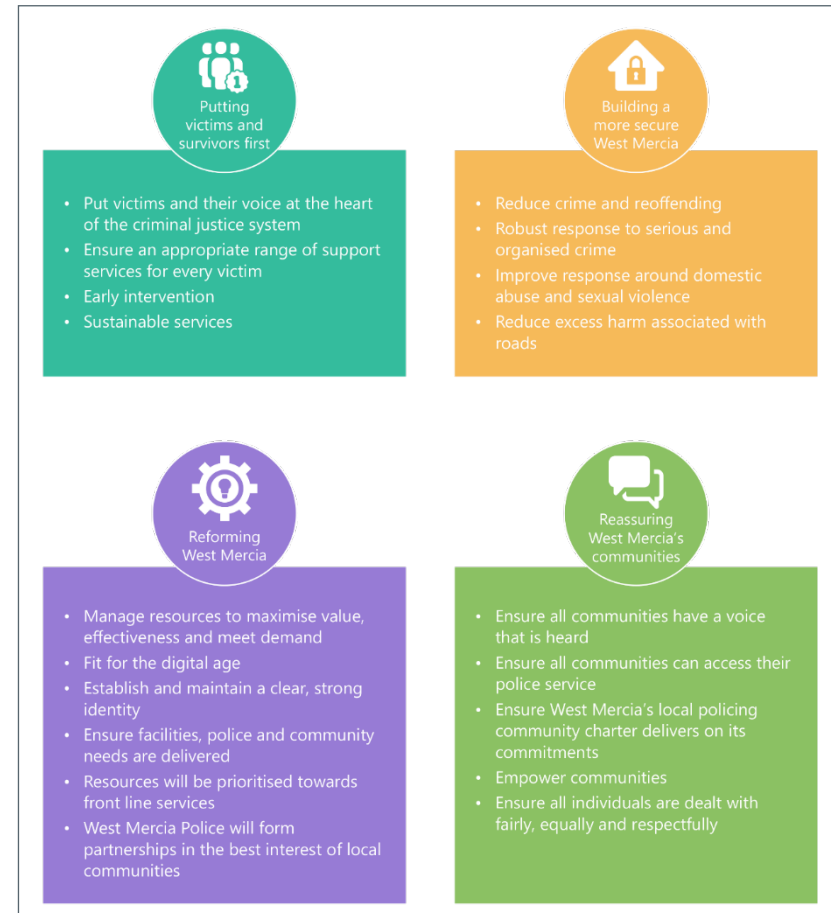 1
Putting
victims and
survivors first
• Put victims and their voice at the heart
of the criminal justice system
• Ensure an appropriate range of support
services for every victim
• Early intervention
• Sustainable services
Building a
more secure
West Mercia
• Reduce crime and reoffending
• Robust response to serious and
organised crime
• Improve response around domestic
abuse and sexual violence
• Reduce excess harm associated with
roads
Reforming
West Mercia
• Manage resources to maximise value,
effectiveness and meet demand
• Fit for the digital age
• Establish and maintain a clear, strong
identity
• Ensure facilities, police and community
needs are delivered
• Resources will be prioritised towards
front line services
• West Mercia Police will form
partnerships in the best interest of local
communities
Reassuring
West Mercia's
communities
• Ensure all communities have a voice
that is heard
• Ensure all communities can access their
police service
• Ensure West Mercia's local policing
community charter delivers on its
commitments
• Empower communities
• Ensure all individuals are dealt with
fairly, equally and respectfully